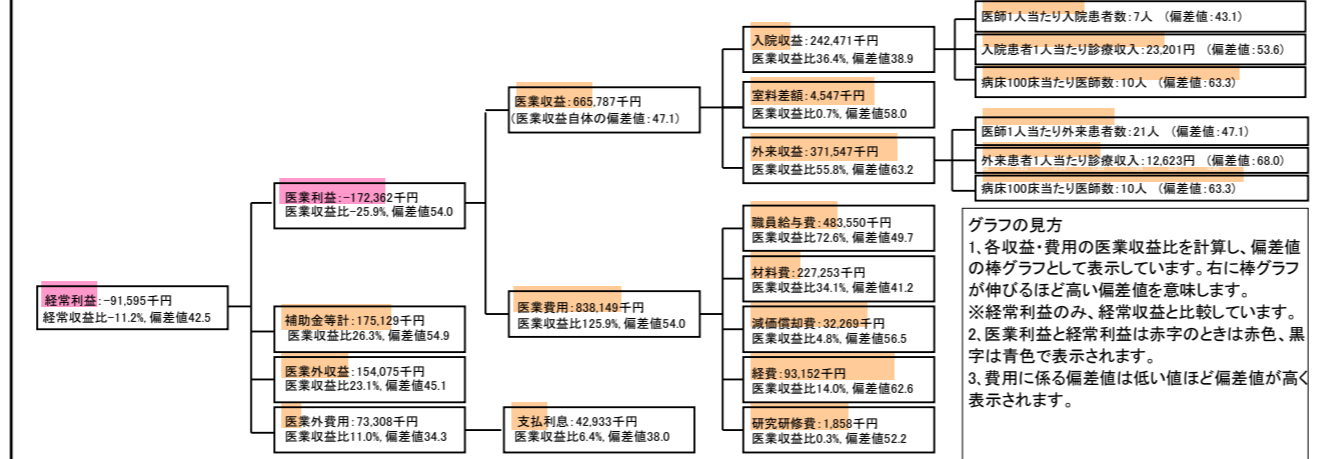 経常利益:-91,595千円
経常収益比-11.2%, 偏差値42.5
医業利益:-172,362千円
医業収益比-25.9%, 偏差値54.0
補助金等計:175,129千円
医業収益比26.3%, 偏差値54.9
医業外収益:154,075千円
医業収益比23.1%, 偏差値45.1
医業外費用:73,308千円
医業収益比11.0%, 偏差値34.3
医業収益:665,787千円
(医業収益自体の偏差値:47.1)
医業費用:838,149千円
医業収益比125.9%, 偏差値54.0
支払利息:42,933千円
医業収益比6.4%, 偏差値38.0
入院収益:242,471千円
医業収益比36.4%, 偏差値38.9
室料差額:4,547千円
医業収益比0.7%, 偏差値58.0
外来収益:371,547千円
医業収益比55.8%, 偏差値63.2
職員給与費:483,550千円
医業収益比72.6%, 偏差値49.7
材料費:227,253千円
医業収益比34.1%, 偏差値41.2
減価償却費:32,269千円
医業収益比4.8%, 偏差値56.5
経費:93,152千円
医業収益比14.0%, 偏差値62.6
研究研修費:1,858千円
医業収益比0.3%, 偏差値52.2
医師1人当たり入院患者数:7人 (偏差値:43.1)
入院患者1人当たり診療収入:23,201円 (偏差値:53.6)
病床100床当たり医師数:10人 (偏差値:63.3)
医師1人当たり外来患者数:21人 (偏差値:47.1)
外来患者1人当たり診療収入:12,623円 (偏差値:68.0)
病床100床当たり医師数:10人 (偏差値:63.3)
グラフの見方
1、各収益・費用の医業収益比を計算し、偏差値
の棒グラフとして表示しています。右に棒グラフ
が伸びるほど高い偏差値を意味します。
※経常利益のみ、経常収益と比較しています。
2、医業利益と経常利益は赤字のときは赤色、黒
字は青色で表示されます。
3、費用に係る偏差値は低い値ほど偏差値が高く
表示されます。